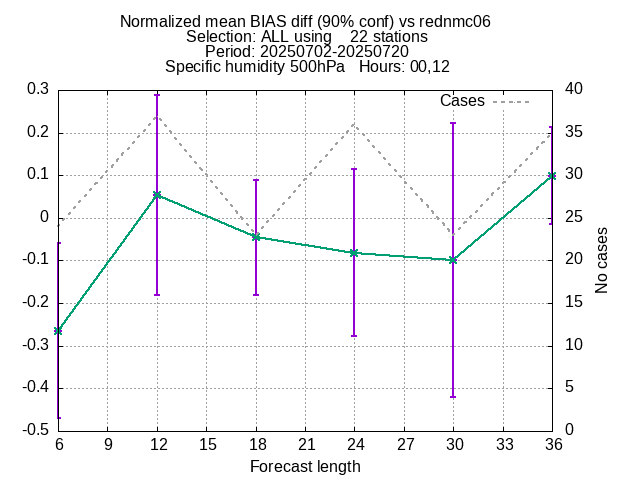 Normalized mean BIAS diff (90% conf) vs rednmc06
Selection: ALL using    22 stations
Period: 20250702-20250720
Specific humidity 500hPa   Hours: 00,12
Cases
0.3
0.2
0.1
0
-0.1
-0.2
-0.3
-0.4
-0.5
40
35
30
25
20
15
10
5
0
No cases
6 9 12 15 18 21 24 27 30 33 36
Forecast length